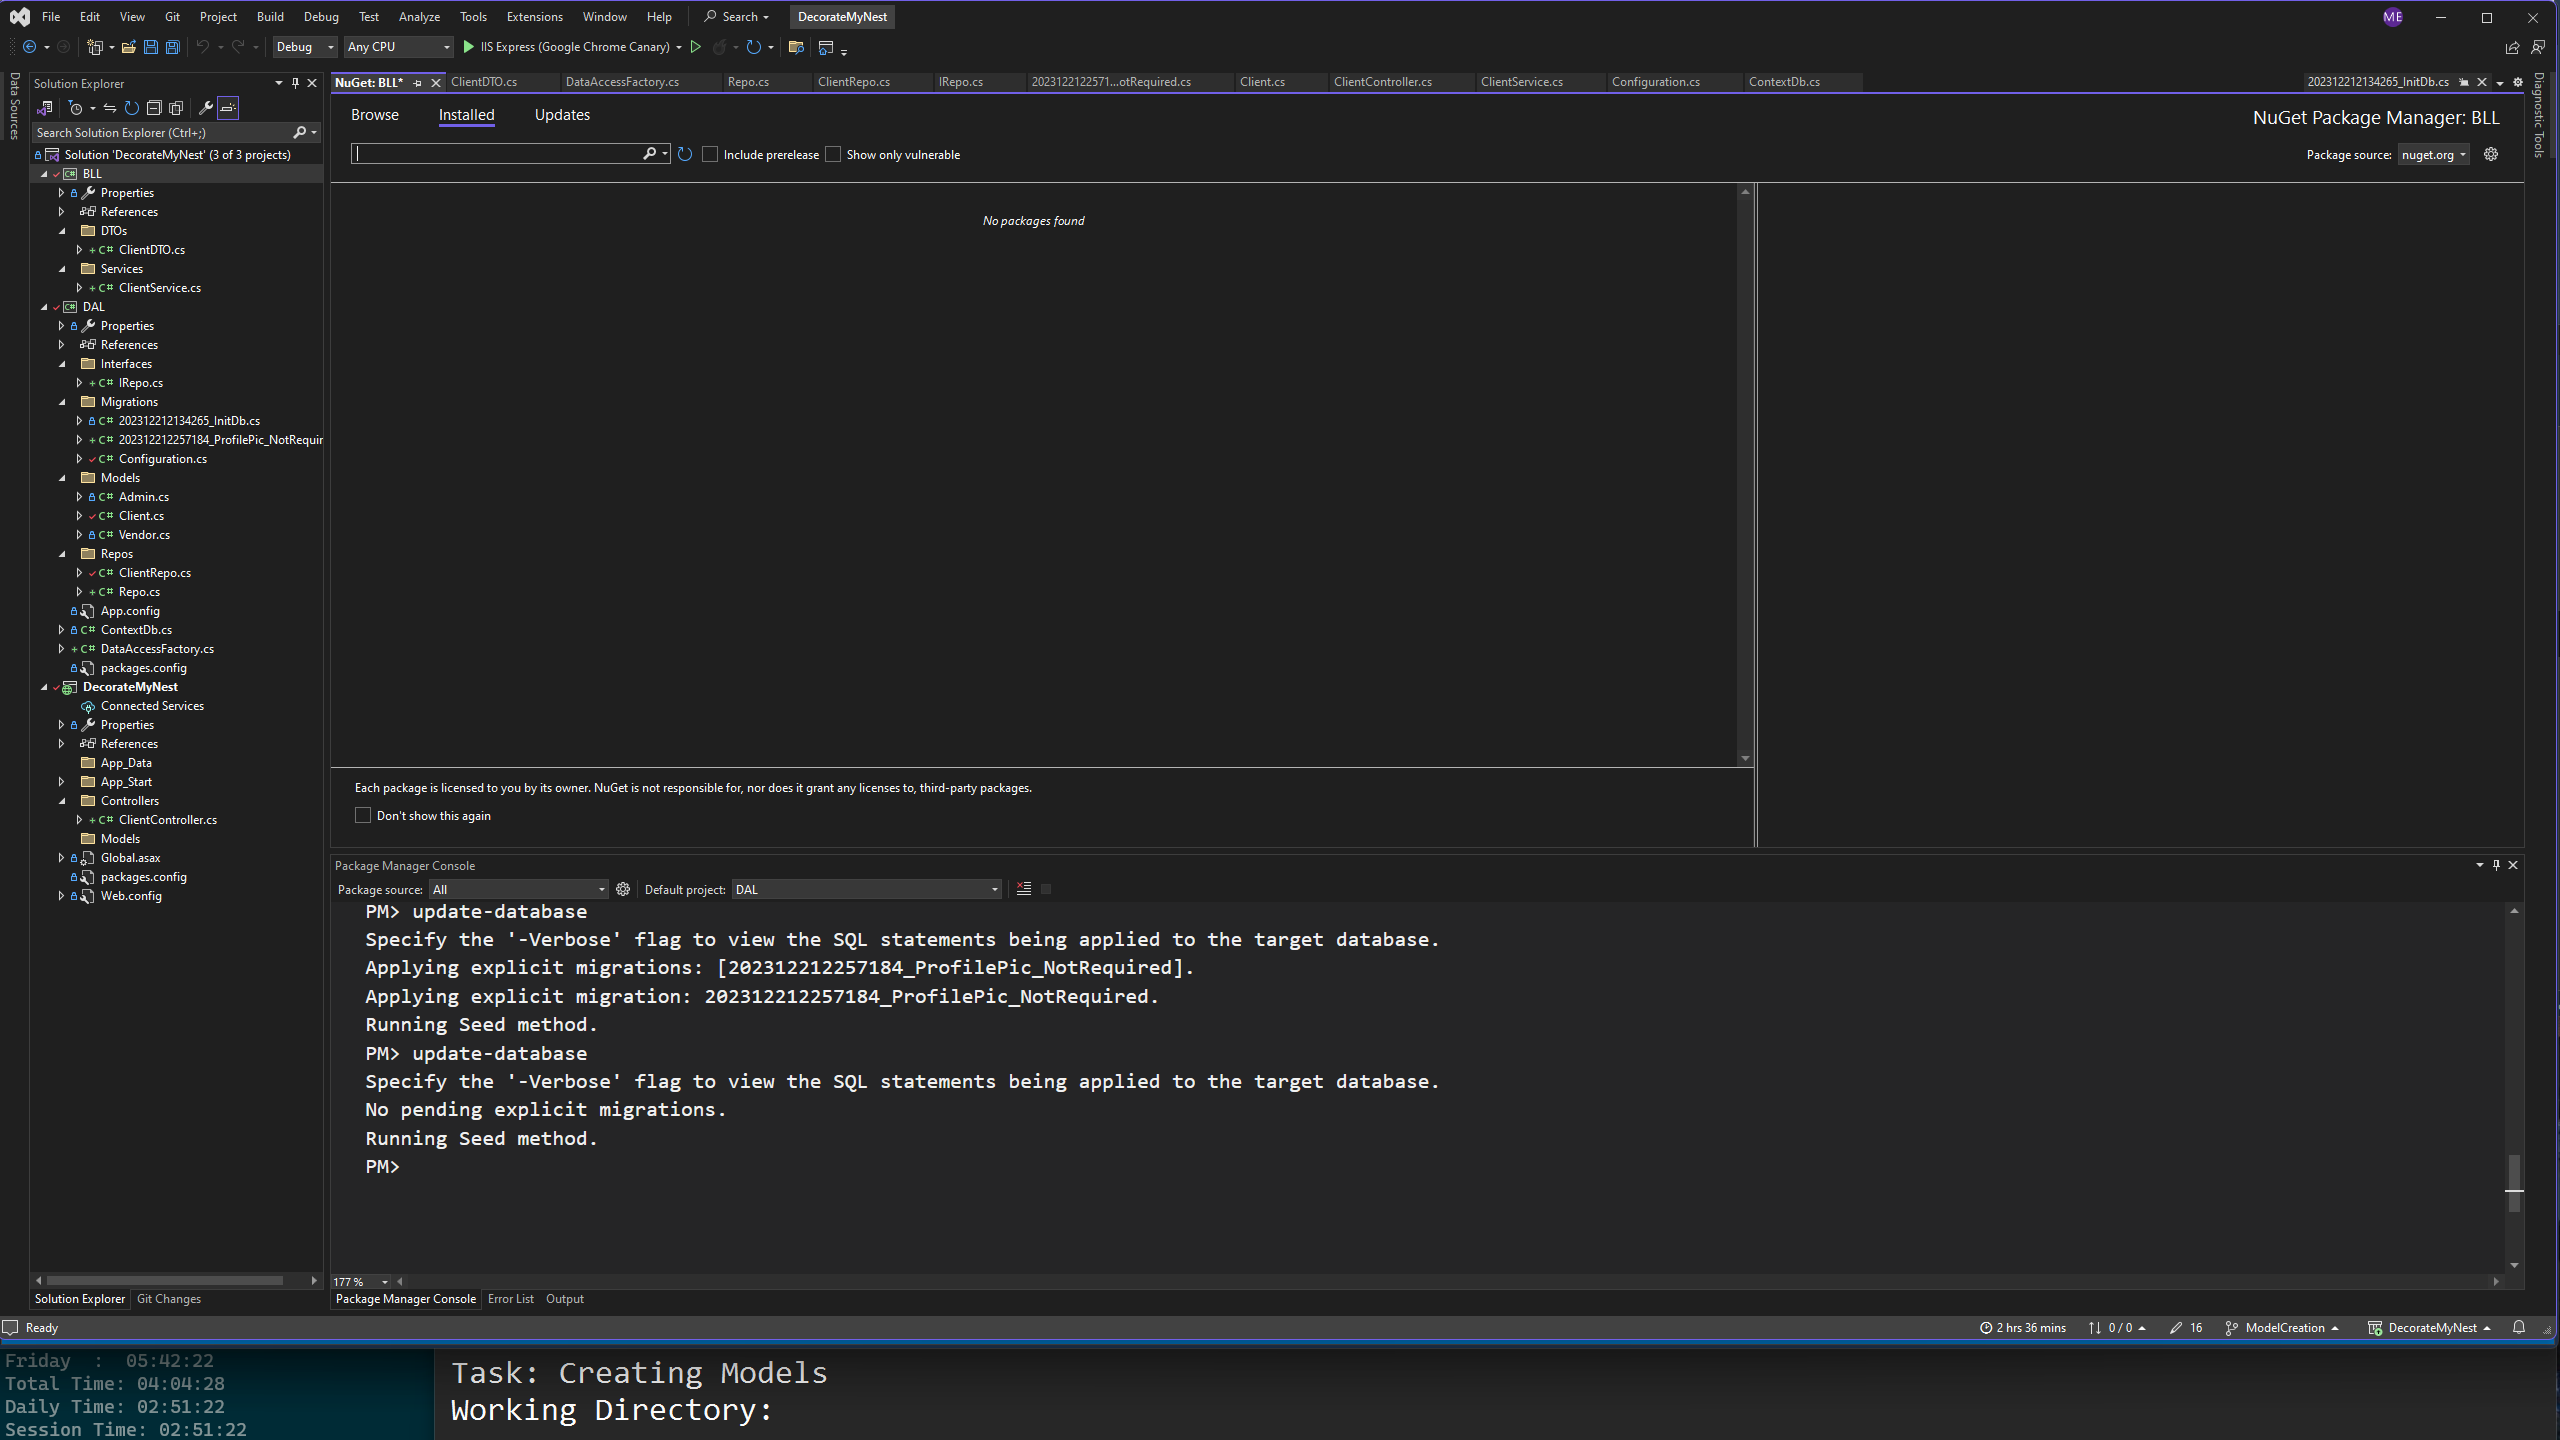 File Edit View Git Project Build Debug Test Analyze Tools Extensions Window Help Search DecorateMyNest ME
Debug Any CPU IIS Express (Google Chrome Canary)
Data Sources
Solution Explorer
Search Solution Explorer (Ctrl+;)
Solution 'DecorateMyNest' (3 of 3 projects)
BLL
Properties
References
DTOs
C# ClientDTO.cs
Services
C# ClientService.cs
DAL
Properties
References
Interfaces
C# IRepo.cs
Migrations
C# 202312212134265_InitDb.cs
C# 202312212257184_ProfilePic_NotRequir
C# Configuration.cs
Models
C# Admin.cs
C# Client.cs
C# Vendor.cs
Repos
C# ClientRepo.cs
C# Repo.cs
App.config
C# ContextDb.cs
C# DataAccessFactory.cs
packages.config
DecorateMyNest
Connected Services
Properties
References
App_Data
App_Start
Controllers
C# ClientController.cs
Models
Global.asax
packages.config
Web.config
Solution Explorer Git Changes
NuGet: BLL* ClientDTO.cs DataAccessFactory.cs Repo.cs ClientRepo.cs IRepo.cs 2023122122571...otRequired.cs Client.cs ClientController.cs ClientService.cs Configuration.cs ContextDb.cs 202312212134265_InitDb.cs
Diagnostic Tools
Browse Installed Updates
NuGet Package Manager: BLL
Include prerelease Show only vulnerable
Package source: nuget.org
No packages found
Each package is licensed to you by its owner. NuGet is not responsible for, nor does it grant any licenses to, third-party packages.
Don't show this again
Package Manager Console
Package source: All Default project: DAL
PM> update-database
Specify the '-Verbose' flag to view the SQL statements being applied to the target database.
Applying explicit migrations: [202312212257184_ProfilePic_NotRequired].
Applying explicit migration: 202312212257184_ProfilePic_NotRequired.
Running Seed method.
PM> update-database
Specify the '-Verbose' flag to view the SQL statements being applied to the target database.
No pending explicit migrations.
Running Seed method.
PM>
177 %
Package Manager Console Error List Output
Ready 2 hrs 36 mins 0 / 0 16 ModelCreation DecorateMyNest
Friday : 05:42:22
Total Time: 04:04:28
Daily Time: 02:51:22
Session Time: 02:51:22
Task: Creating Models
Working Directory: